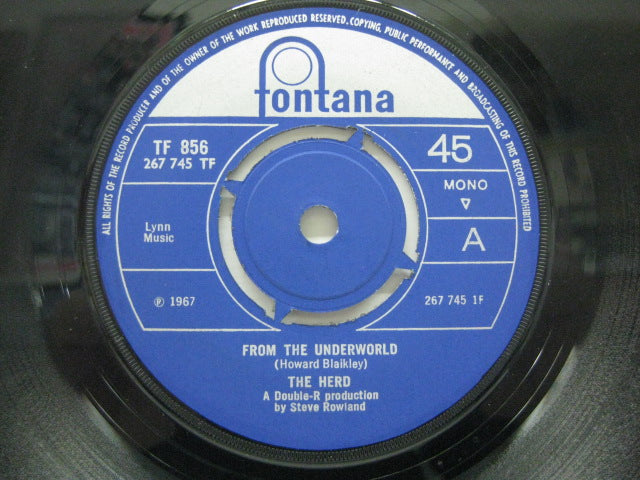 ALL RIGHTS OF THE RECORD PRODUCER AND OF THE OWNER OF THE WORK REPRODUCED RESERVED. COPYING, PUBLIC PERFORMANCE AND BROADCASTING OF THIS RECORD PROHIBITED
fontana
TF 856
267 745 TF
45
MONO
▽
A
Lynn
Music
℗ 1967
267 745 1F
FROM THE UNDERWORLD
(Howard Blaikley)
THE HERD
A Double-R production
by Steve Rowland